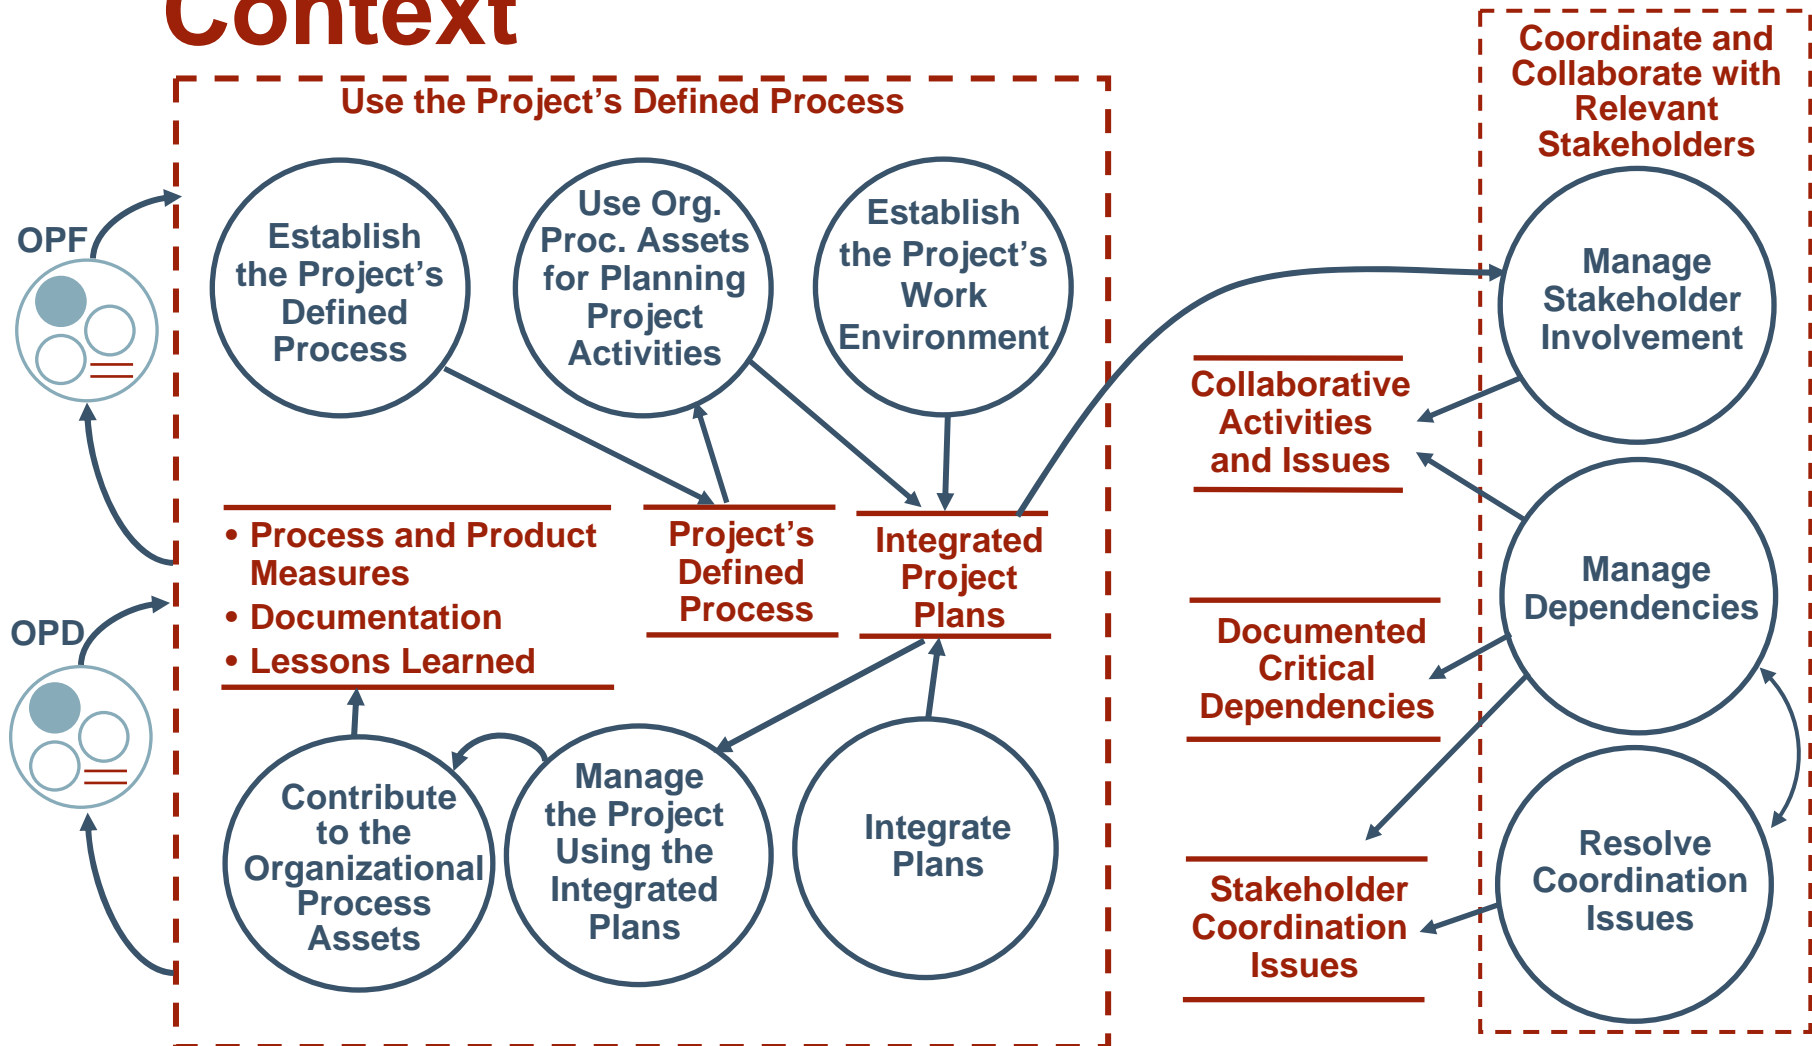 Context
Use the Project's Defined Process
OPF
Establish
the Project's
Defined
Process
Use Org.
Proc. Assets
for Planning
Project
Activities
Establish
the Project's
Work
Environment
• Process and Product
Measures
• Documentation
• Lessons Learned
Project's
Defined
Process
Integrated
Project
Plans
OPD
Contribute
to the
Organizational
Process
Assets
Manage
the Project
Using the
Integrated
Plans
Integrate
Plans
Coordinate and
Collaborate with
Relevant
Stakeholders
Manage
Stakeholder
Involvement
Collaborative
Activities
and Issues
Manage
Dependencies
Documented
Critical
Dependencies
Resolve
Coordination
Issues
Stakeholder
Coordination
Issues